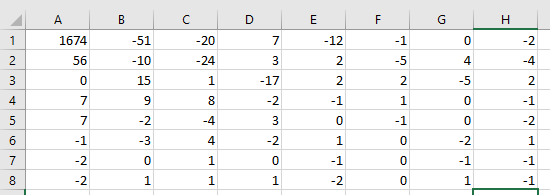 A B C D E F G H
1 1674 -51 -20 7 -12 -1 0 -2
2 56 -10 -24 3 2 -5 4 -4
3 0 15 1 -17 2 2 -5 2
4 7 9 8 -2 -1 1 0 -1
5 7 -2 -4 3 0 -1 0 -2
6 -1 -3 4 -2 1 0 -2 1
7 -2 0 1 0 -1 0 -1 -1
8 -2 1 1 1 -2 0 1 -1